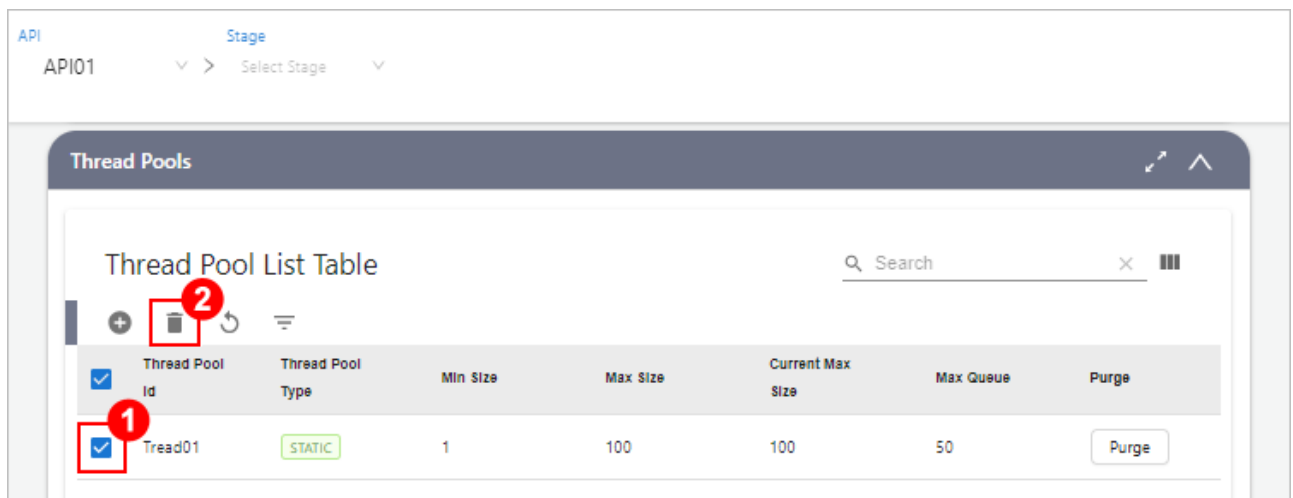 API Stage
API01 > Select Stage
Thread Pools
Thread Pool List Table
Search
2
Thread Pool Id Thread Pool Type Min Size Max Size Current Max Size Max Queue Purge
1
Tread01 STATIC 1 100 100 50 Purge